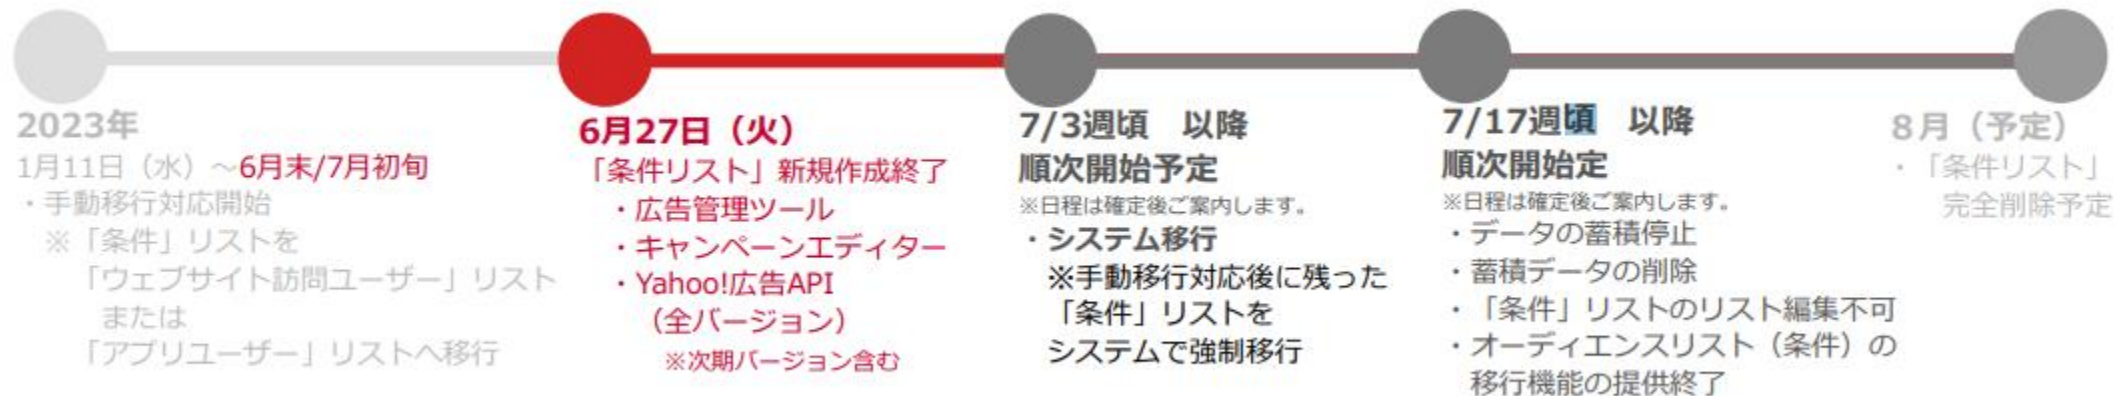 2023年
1月11日（水）～6月末/7月初旬
・手動移行対応開始
※「条件」リストを
「ウェブサイト訪問ユーザー」リスト
または
「アプリユーザー」リストへ移行
6月27日（火）
「条件リスト」新規作成終了
・広告管理ツール
・キャンペーンエディター
・Yahoo!広告API
（全バージョン）
※次期バージョン含む
7/3週頃　以降
順次開始予定
※日程は確定後ご案内します。
・システム移行
※手動移行対応後に残った
「条件」リストを
システムで強制移行
7/17週頃　以降
順次開始定
※日程は確定後ご案内します。
・データの蓄積停止
・蓄積データの削除
・「条件」リストのリスト編集不可
・オーディエンスリスト（条件）の
移行機能の提供終了
８月（予定）
・「条件リスト」
完全削除予定